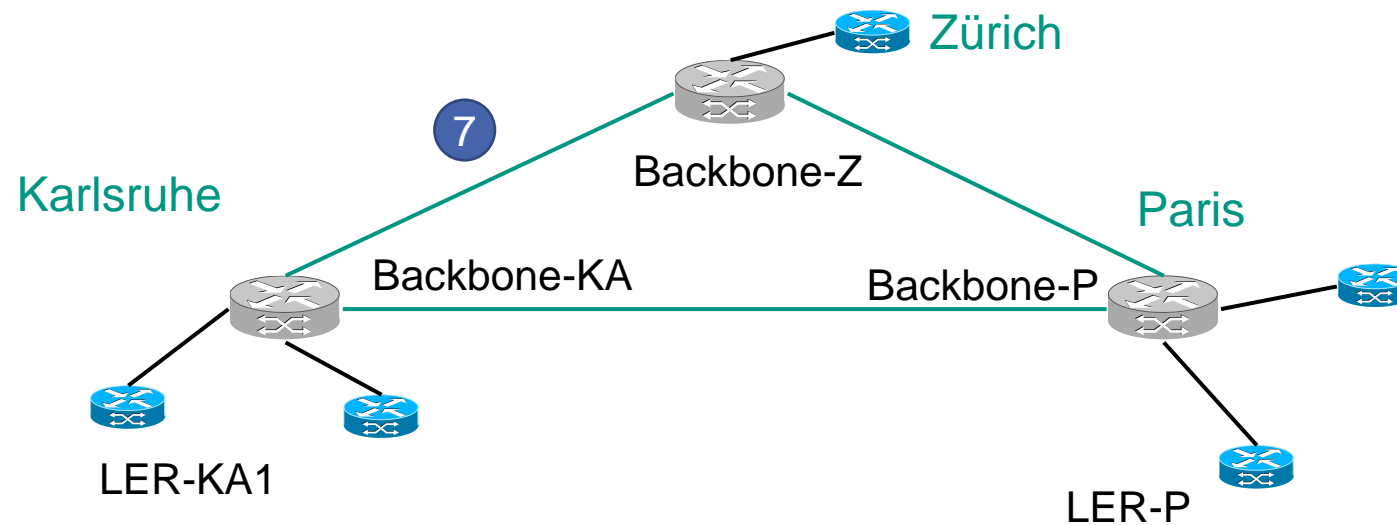 Zürich
7
Backbone-Z
Karlsruhe
Paris
Backbone-KA
Backbone-P
LER-KA1
LER-P